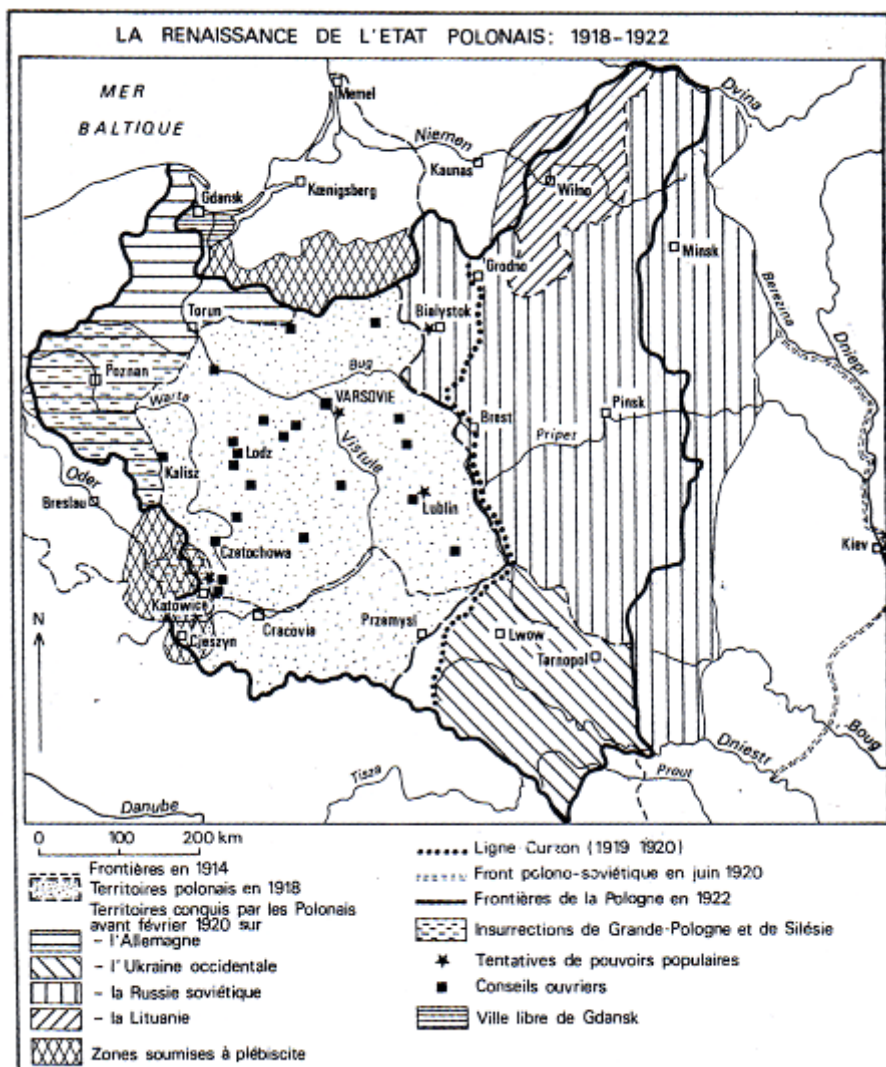 LA RENAISSANCE DE L'ETAT POLONAIS: 1918-1922
MER
BALTIQUE
Memel
Niemen
Dvina
Kaunas
Wilno
Gdansk
Kœnigsberg
Minsk
Grodno
Berezina
Dniepr
Torun
Bialystok
Poznan
Bug
Warta
VARSOVIE
Brest
Pinsk
Pripet
Lodz
Vistule
Kalisz
Oder
Breslau
Lublin
Kiev
Czetochowa
N
Katowice
Cracovia
Przemysl
Lwow
Cjeszyn
Tarnopol
Dniestr
Boug
Tisza
Prout
Danube
0 100 200 km
Frontières en 1914
Territoires polonais en 1918
Territoires conquis par les Polonais
avant février 1920 sur
- l'Allemagne
- l'Ukraine occidentale
- la Russie soviétique
- la Lituanie
Zones soumises à plébiscite
Ligne Curzon (1919 1920)
Front polono-soviétique en juin 1920
Frontières de la Pologne en 1922
Insurrections de Grande-Pologne et de Silésie
Tentatives de pouvoirs populaires
Conseils ouvriers
Ville libre de Gdansk